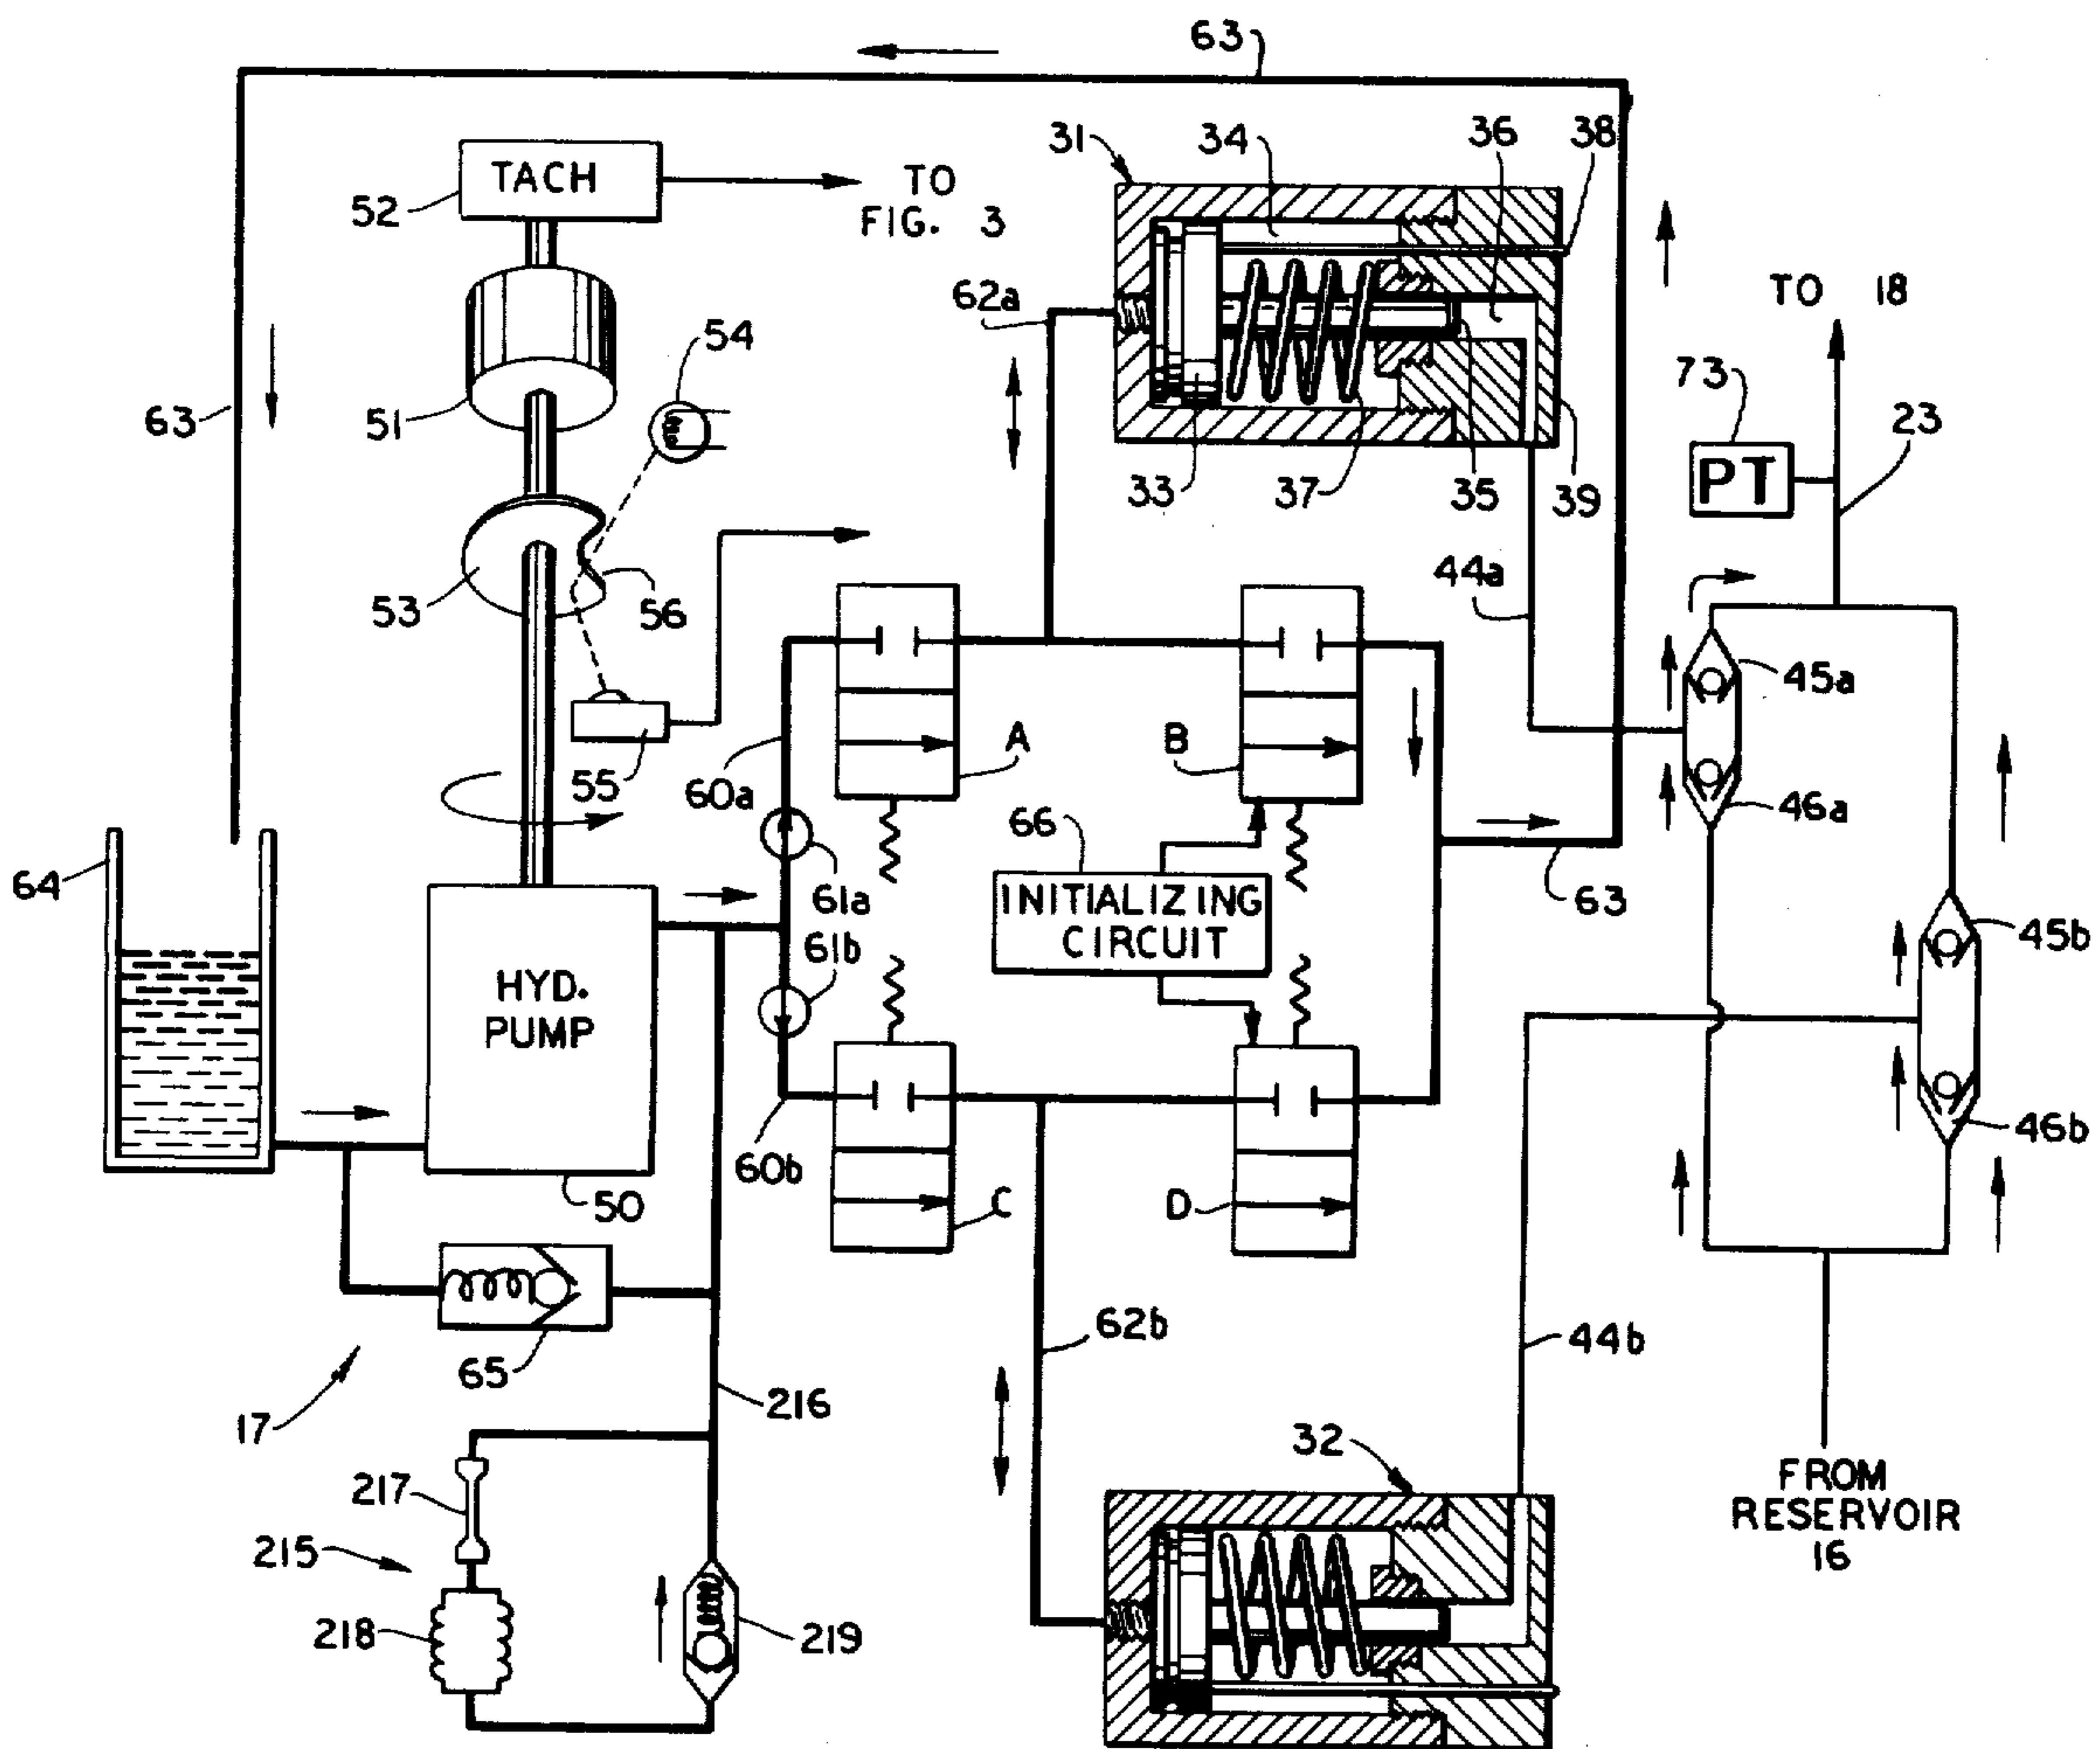 63
31
34
36
38
TACH
TO
FIG. 3
52
62a
TO 18
54
73
63
51
PT
23
33
37
35
39
53
56
44a
45a
A
B
55
60a
46a
66
64
61a
INITIALIZING
CIRCUIT
63
61b
45b
HYD.
PUMP
60b
46b
C
D
50
62b
44b
65
216
17
32
217
FROM
RESERVOIR
16
215
218
219